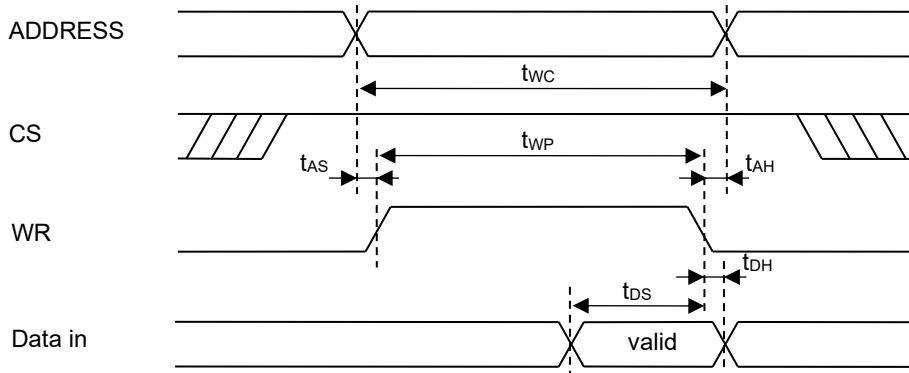 ADDRESS
tWC
CS
tWP
tAS
tAH
WR
tDH
tDS
Data in
valid